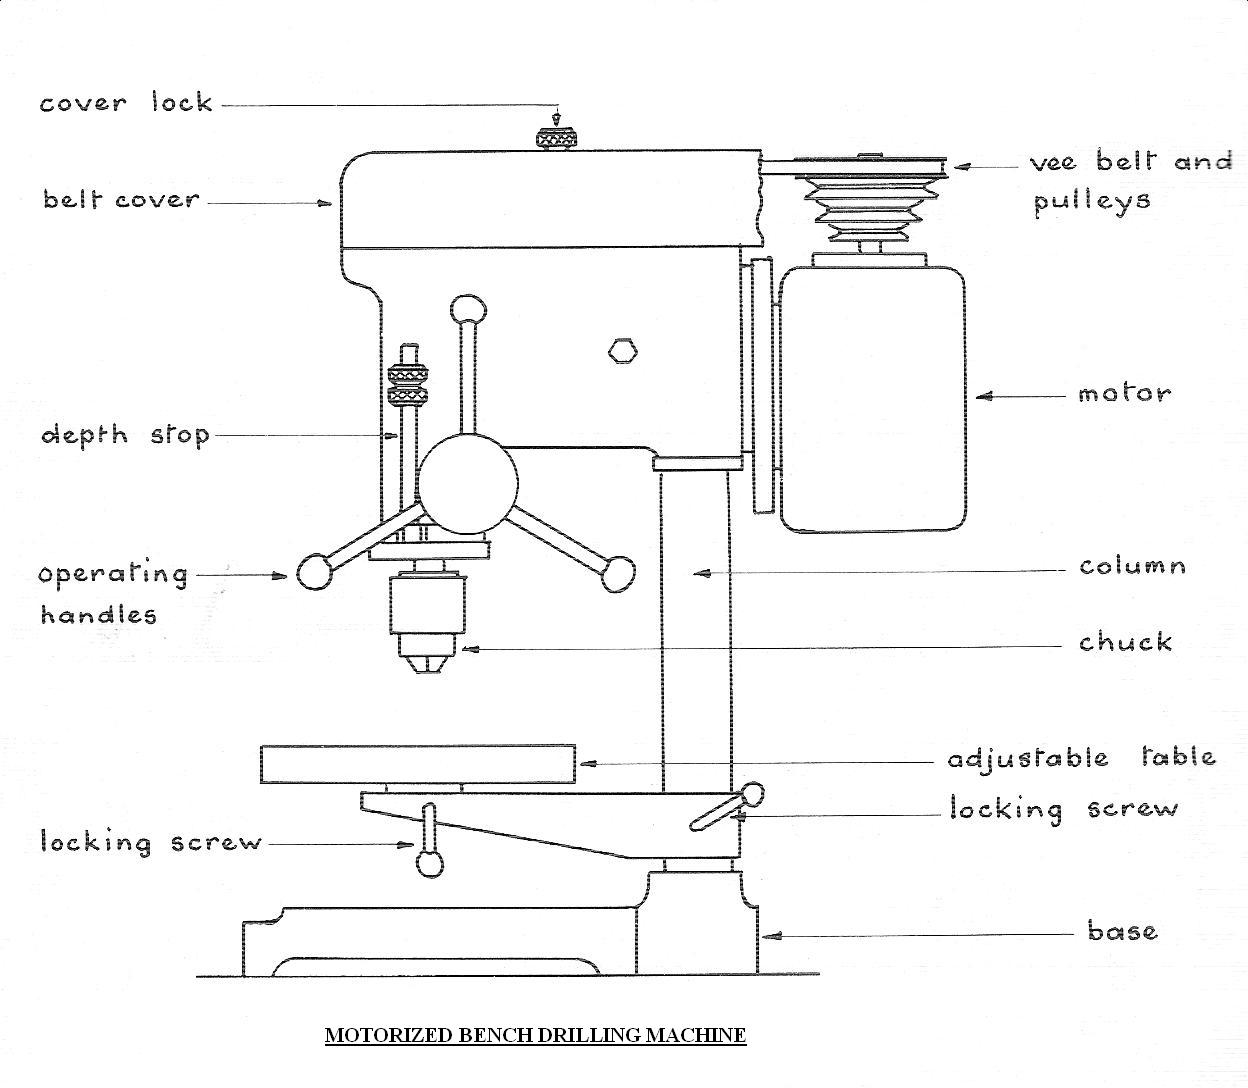 cover lock
belt cover
vee belt and
pulleys
motor
depth stop
operating
handles
column
chuck
adjustable table
locking screw
locking screw
base
MOTORIZED BENCH DRILLING MACHINE